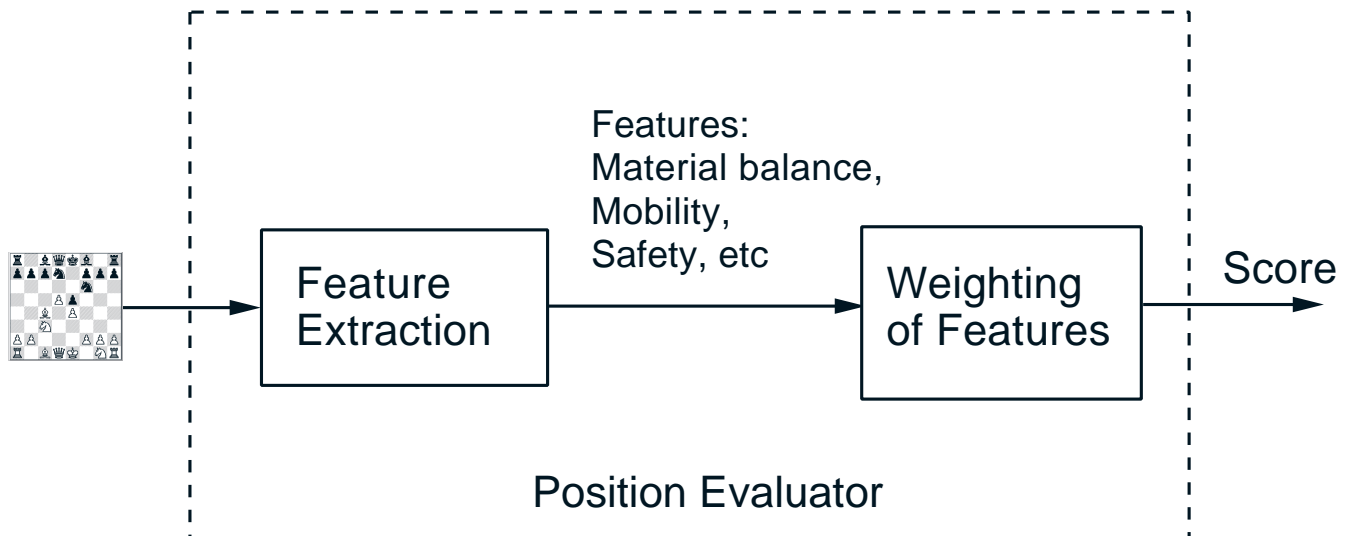 Features:
Material balance,
Mobility,
Safety, etc
Feature
Extraction
Weighting
of Features
Score
Position Evaluator